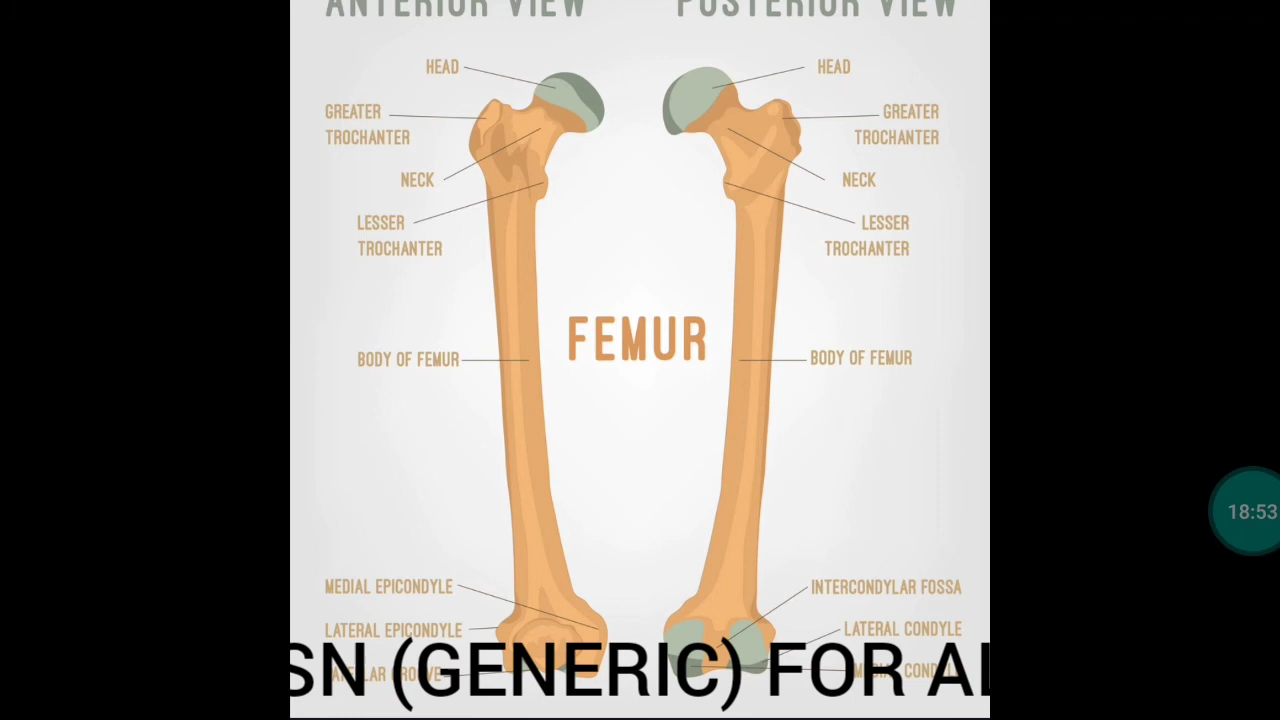 ANTERIOR VIEW
POSTERIOR VIEW
HEAD
GREATER
TROCHANTER
NECK
LESSER
TROCHANTER
BODY OF FEMUR
MEDIAL EPICONDYLE
LATERAL EPICONDYLE
FEMUR
HEAD
GREATER
TROCHANTER
NECK
LESSER
TROCHANTER
BODY OF FEMUR
INTERCONDYLAR FOSSA
LATERAL CONDYLE
SN (GENERIC) FOR AL
18:53